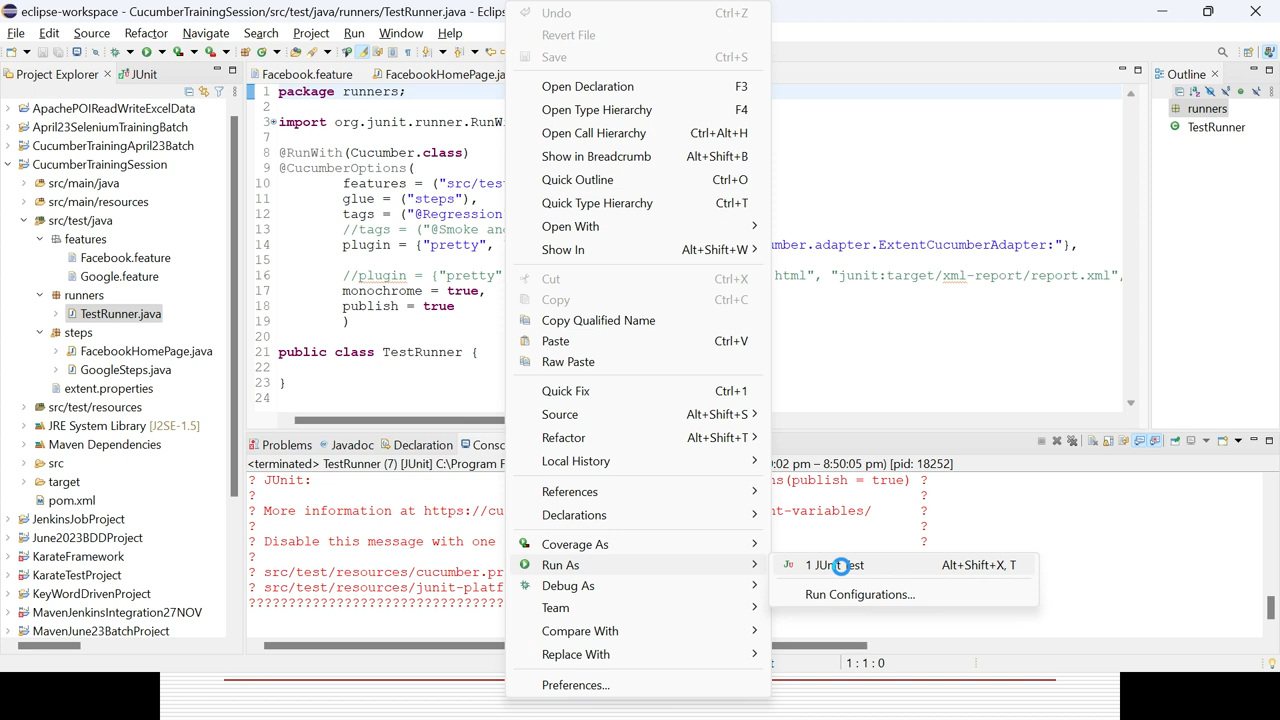 eclipse-workspace - CucumberTrainingSession/src/test/java/runners/TestRunner.java - Eclips
File Edit Source Refactor Navigate Search Project Run Window Help
Project Explorer JUnit
ApachePOIReadWriteExcelData
April23SeleniumTrainingBatch
CucumberTrainingApril23Batch
CucumberTrainingSession
src/main/java
src/main/resources
src/test/java
features
Facebook.feature
Google.feature
runners
TestRunner.java
steps
FacebookHomePage.java
GoogleSteps.java
extent.properties
src/test/resources
JRE System Library [J2SE-1.5]
Maven Dependencies
src
target
pom.xml
JenkinsJobProject
June2023BDDProject
KarateFramework
KarateTestProject
KeyWordDrivenProject
MavenJenkinsIntegration27NOV
MavenJune23BatchProject
Facebook.feature FacebookHomePage.ja
1 package runners;
2
3 import org.junit.runner.RunW
7
8 @RunWith(Cucumber.class)
9 @CucumberOptions(
10 features = ("src/tes
11 glue = ("steps"),
12 tags = ("@Regression
13 //tags = ("@Smoke an
14 plugin = {"pretty", mber.adapter.ExtentCucumberAdapter:"},
15
16 //plugin = {"pretty" html", "junit:target/xml-report/report.xml",
17 monochrome = true,
18 publish = true
19 )
20
21 public class TestRunner {
22
23 }
24
Undo Ctrl+Z
Revert File
Save Ctrl+S
Open Declaration F3
Open Type Hierarchy F4
Open Call Hierarchy Ctrl+Alt+H
Show in Breadcrumb Alt+Shift+B
Quick Outline Ctrl+O
Quick Type Hierarchy Ctrl+T
Open With
Show In Alt+Shift+W
Cut Ctrl+X
Copy Ctrl+C
Copy Qualified Name
Paste Ctrl+V
Raw Paste
Quick Fix Ctrl+1
Source Alt+Shift+S
Refactor Alt+Shift+T
Local History
References
Declarations
Coverage As
Run As
Debug As
Team
Compare With
Replace With
Preferences...
1 JUnit Test Alt+Shift+X, T
Run Configurations...
Outline
runners
TestRunner
Problems Javadoc Declaration Conso
<terminated> TestRunner (7) [JUnit] C:\Program F :02 pm – 8:50:05 pm) [pid: 18252]
? JUnit: ns(publish = true) ?
? ?
? More information at https://cu nt-variables/ ?
? ?
? Disable this message with one ?
?
? src/test/resources/cucumber.pr
? src/test/resources/junit-platf
????????????????????????????????
1 : 1 : 0